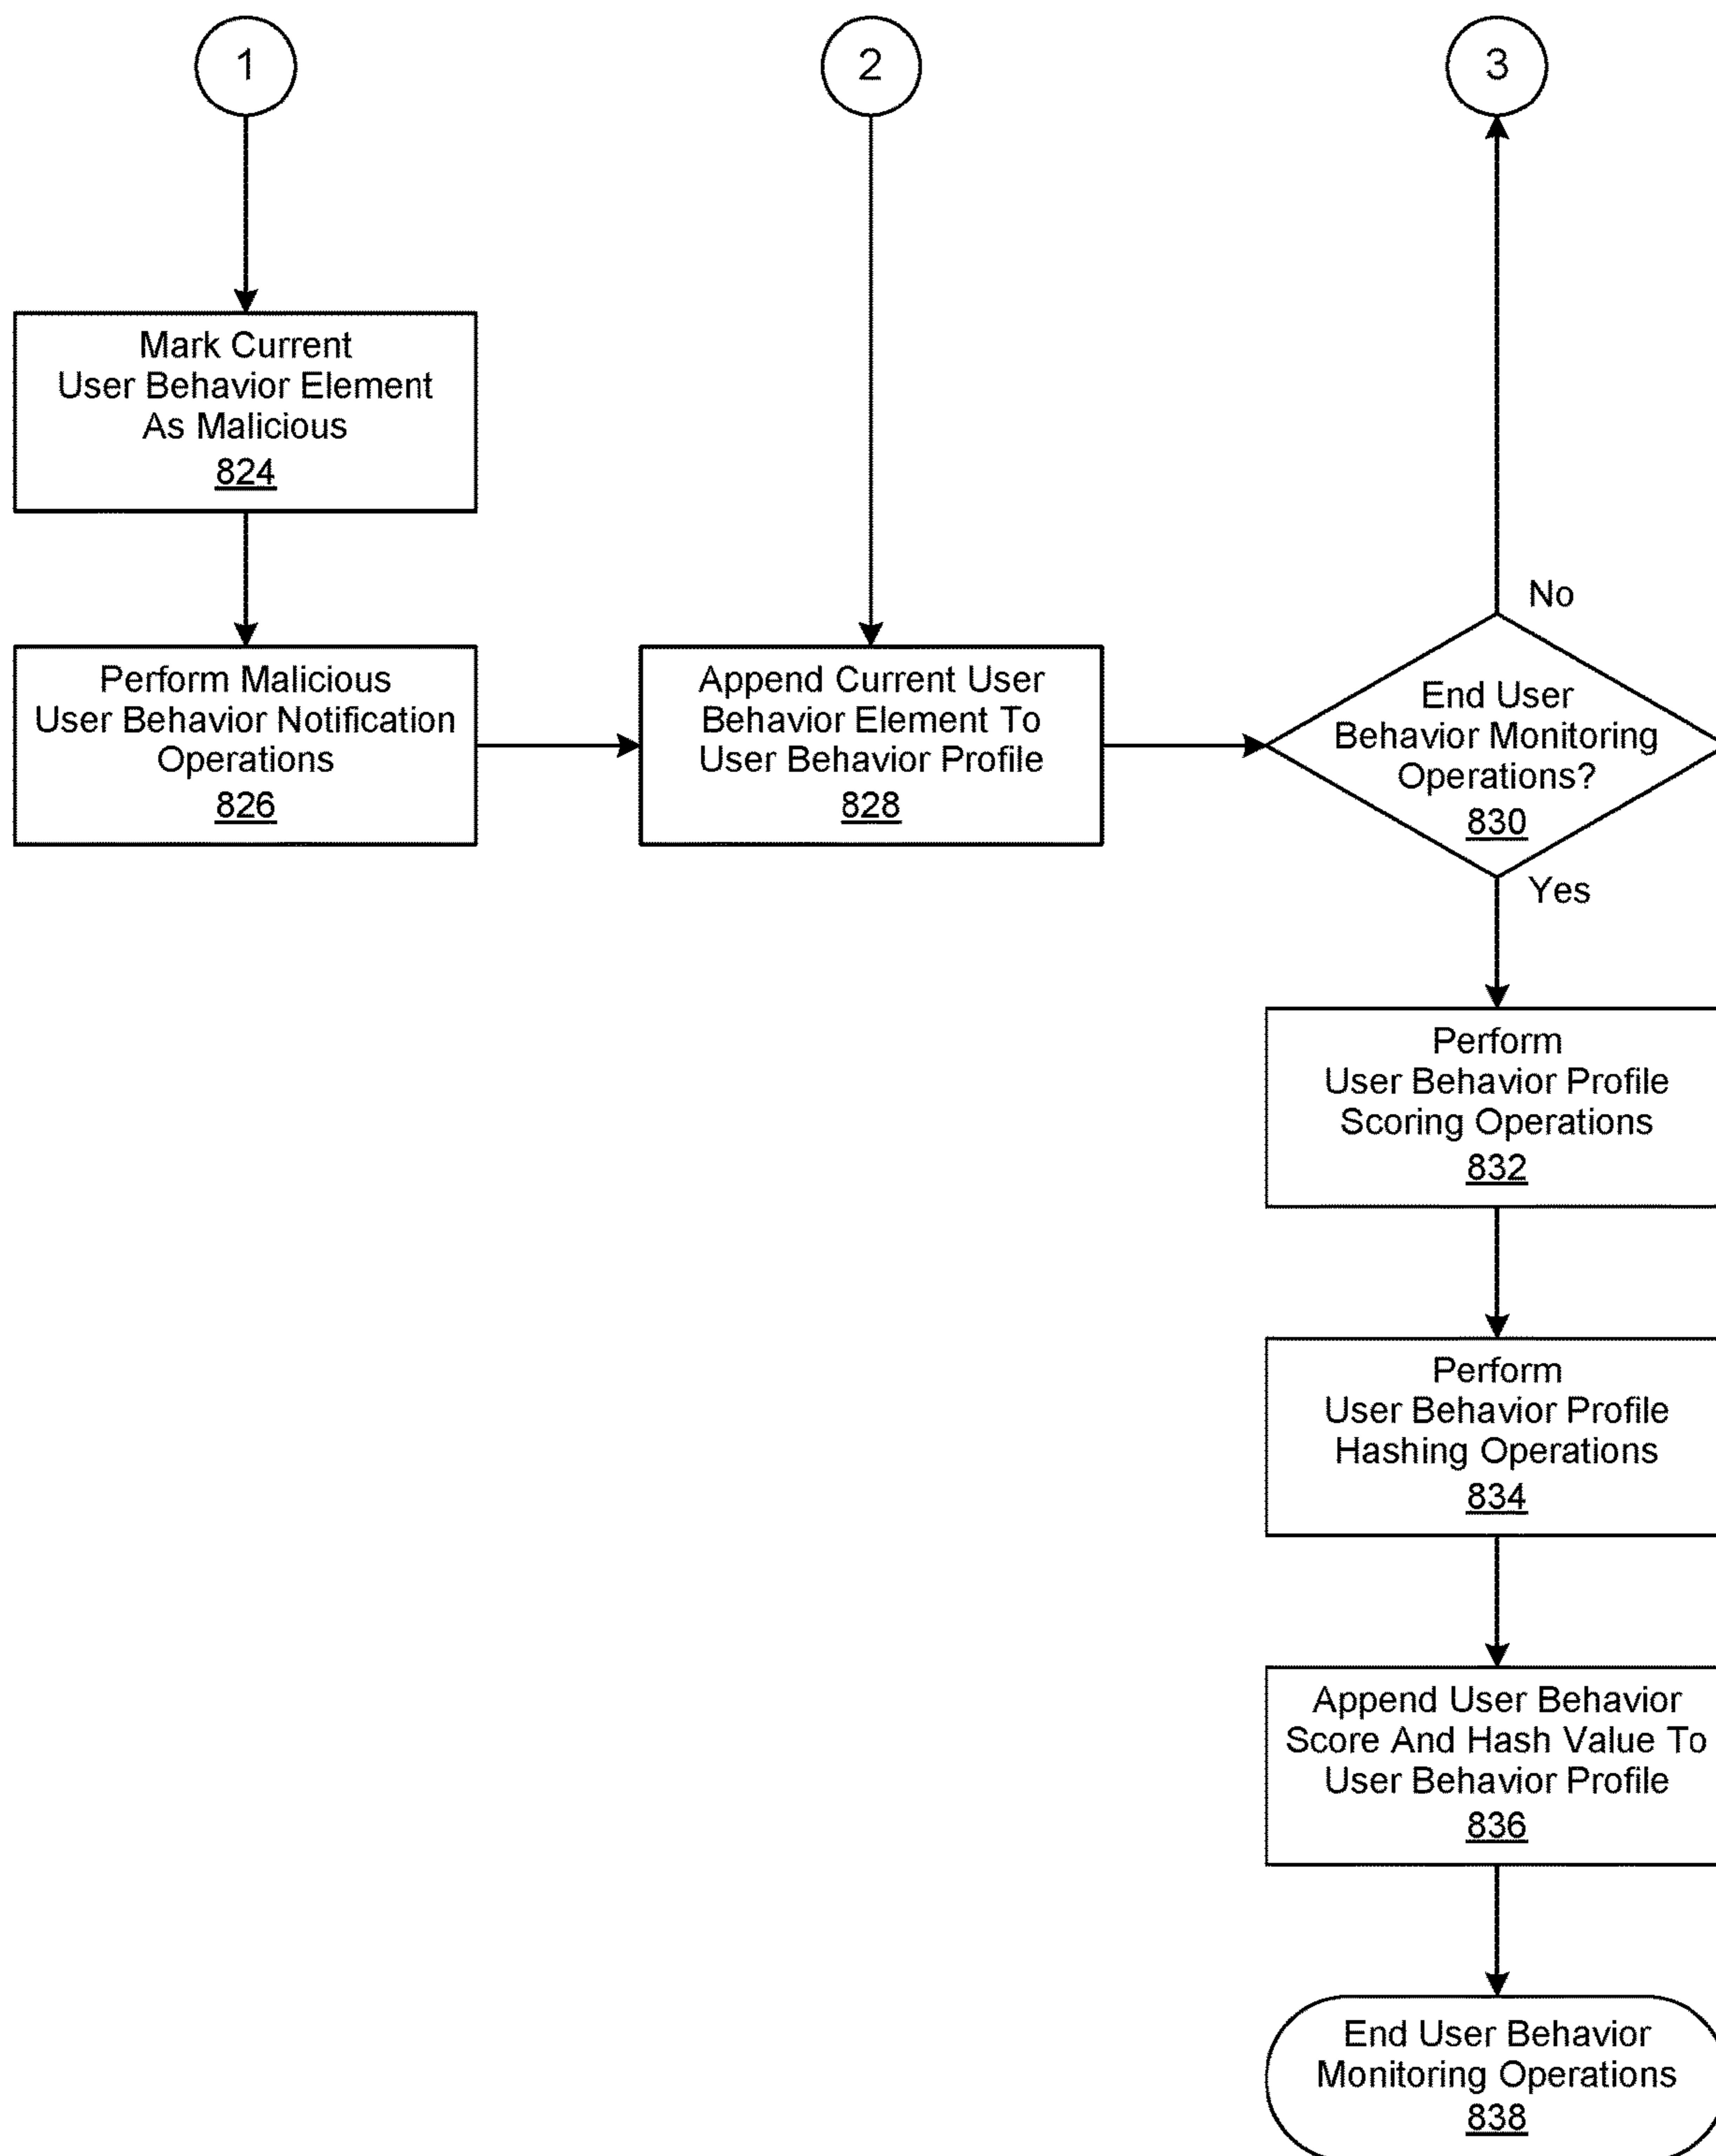 1
2
3
Mark Current
User Behavior Element
As Malicious
824
Perform Malicious
User Behavior Notification
Operations
826
Append Current User
Behavior Element To
User Behavior Profile
828
No
End User
Behavior Monitoring
Operations?
830
Yes
Perform
User Behavior Profile
Scoring Operations
832
Perform
User Behavior Profile
Hashing Operations
834
Append User Behavior
Score And Hash Value To
User Behavior Profile
836
End User Behavior
Monitoring Operations
838